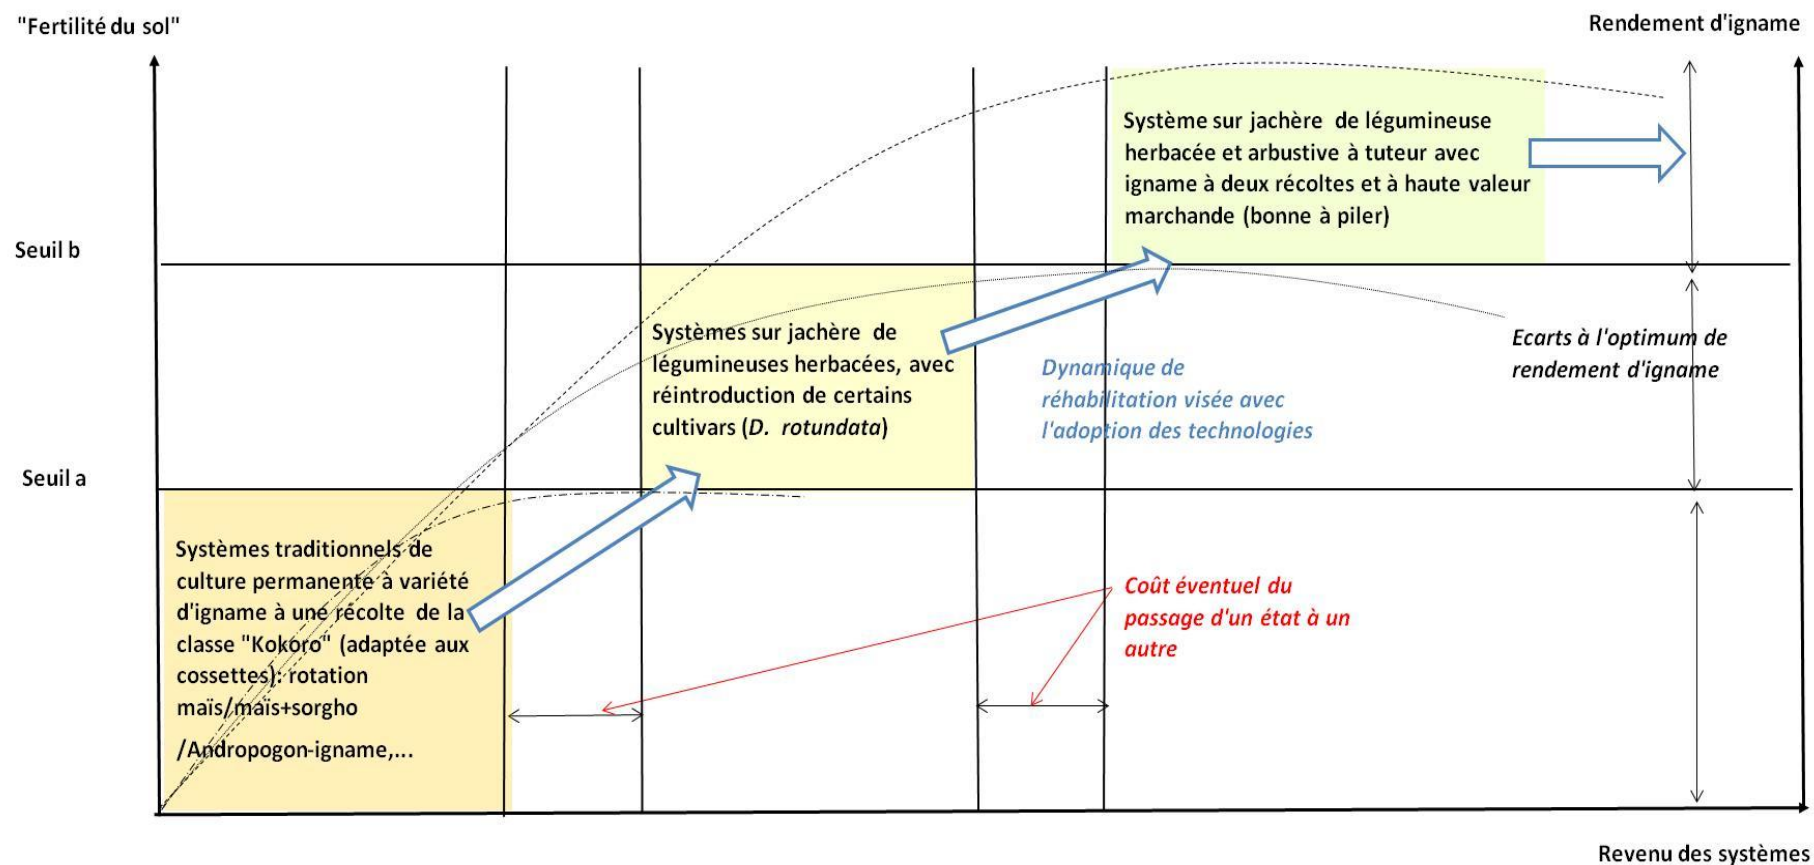 "Fertilité du sol"
Rendement d'igname
Système sur jachère de légumineuse
herbacée et arbustive à tuteur avec
igname à deux récoltes et à haute valeur
marchande (bonne à piler)
Seuil b
Systèmes sur jachère de
légumineuses herbacées, avec
réintroduction de certains
cultivars (D. rotundata)
Ecarts à l'optimum de
rendement d'igname
Dynamique de
réhabilitation visée avec
l'adoption des technologies
Seuil a
Systèmes traditionnels de
culture permanente à variété
d'igname à une récolte de la
classe "Kokoro" (adaptée aux
cossettes): rotation
maïs/maïs+sorgho
/Andropogon-igname,...
Coût éventuel du
passage d'un état à un
autre
Revenu des systèmes